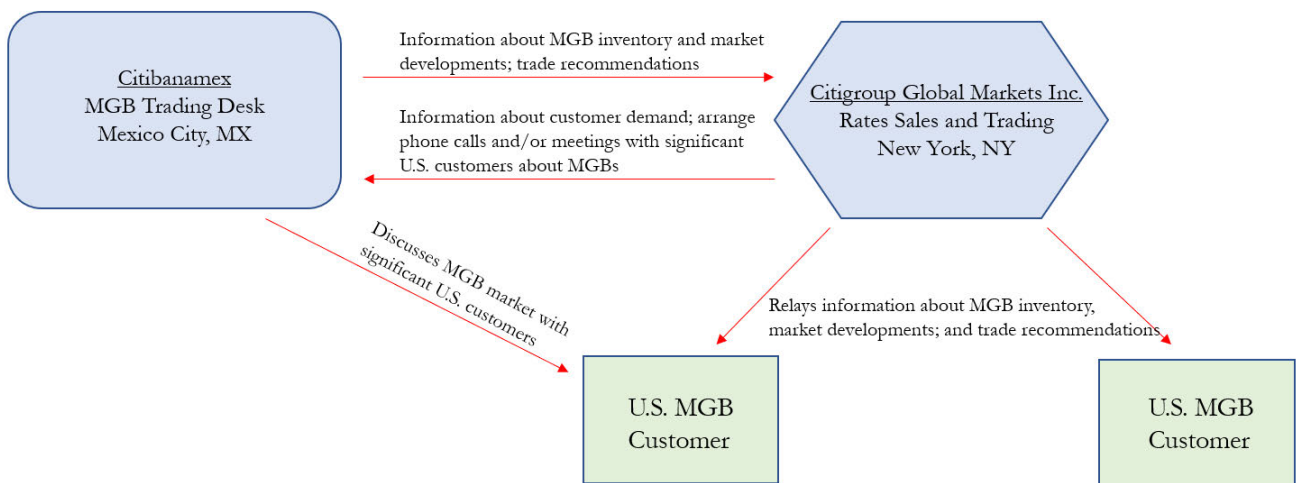 Citibanamex
MGB Trading Desk
Mexico City, MX
Information about MGB inventory and market
developments; trade recommendations
Information about customer demand; arrange
phone calls and/or meetings with significant
U.S. customers about MGBs
Citigroup Global Markets Inc.
Rates Sales and Trading
New York, NY
Discusses MGB market with
significant U.S. customers
Relays information about MGB inventory,
market developments; and trade recommendations
U.S. MGB
Customer
U.S. MGB
Customer